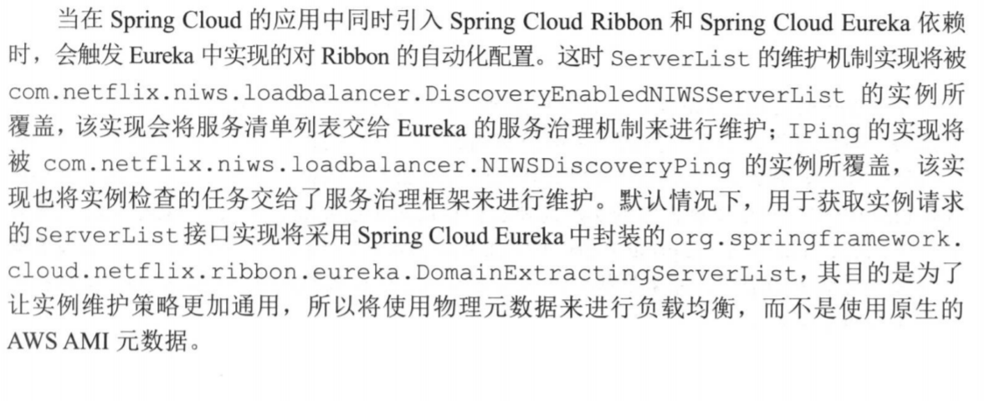 当在 Spring Cloud 的应用中同时引入 Spring Cloud Ribbon 和 Spring Cloud Eureka 依赖
时，会触发 Eureka 中实现的对 Ribbon 的自动化配置。这时 ServerList 的维护机制实现将被
com.netflix.niws.loadbalancer.DiscoveryEnabledNIWSServerList 的实例所
覆盖，该实现会将服务清单列表交给 Eureka 的服务治理机制来进行维护；IPing 的实现将
被 com.netflix.niws.loadbalancer.NIWSDiscoveryPing 的实例所覆盖，该实
现也将实例检查的任务交给了服务治理框架来进行维护。默认情况下，用于获取实例请求
的 ServerList 接口实现将采用 Spring Cloud Eureka 中封装的 org.springframework.
cloud.netflix.ribbon.eureka.DomainExtractingServerList，其目的是为了
让实例维护策略更加通用，所以将使用物理元数据来进行负载均衡，而不是使用原生的
AWS AMI 元数据。